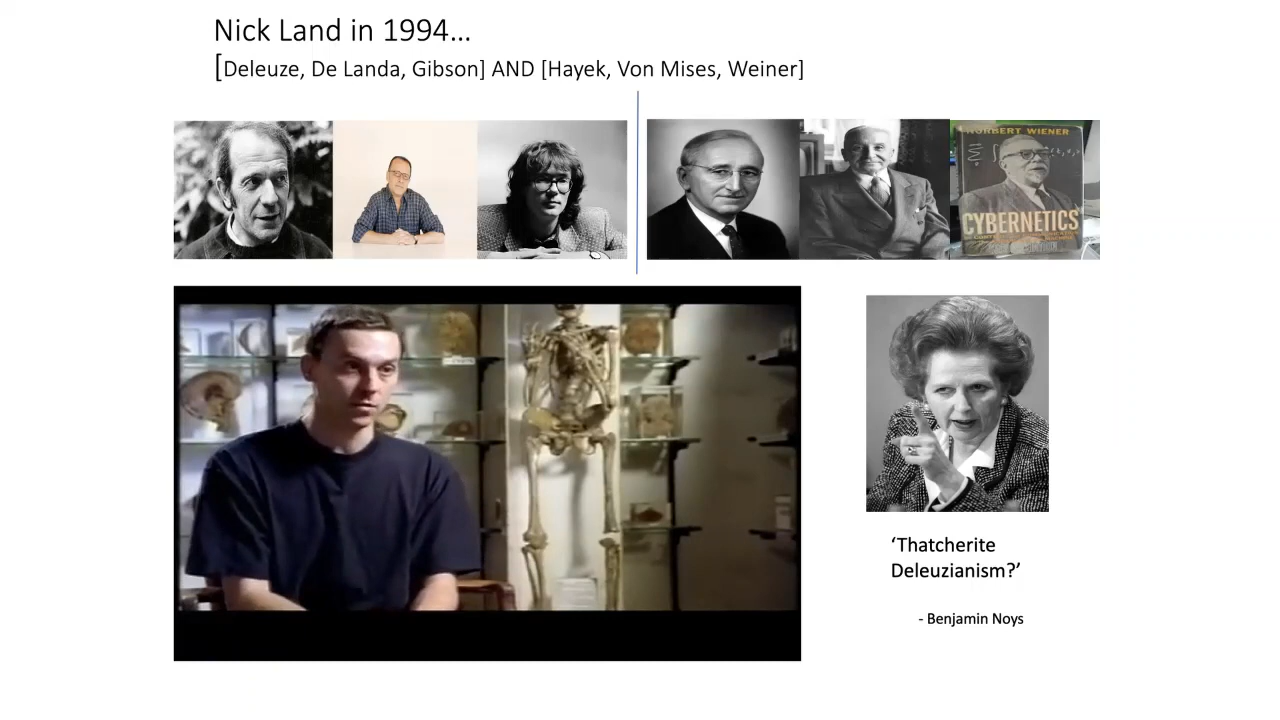 Nick Land in 1994…
[Deleuze, De Landa, Gibson] AND [Hayek, Von Mises, Weiner]
NORBERT WIENER
CYBERNETICS
‘Thatcherite
Deleuzianism?’
- Benjamin Noys